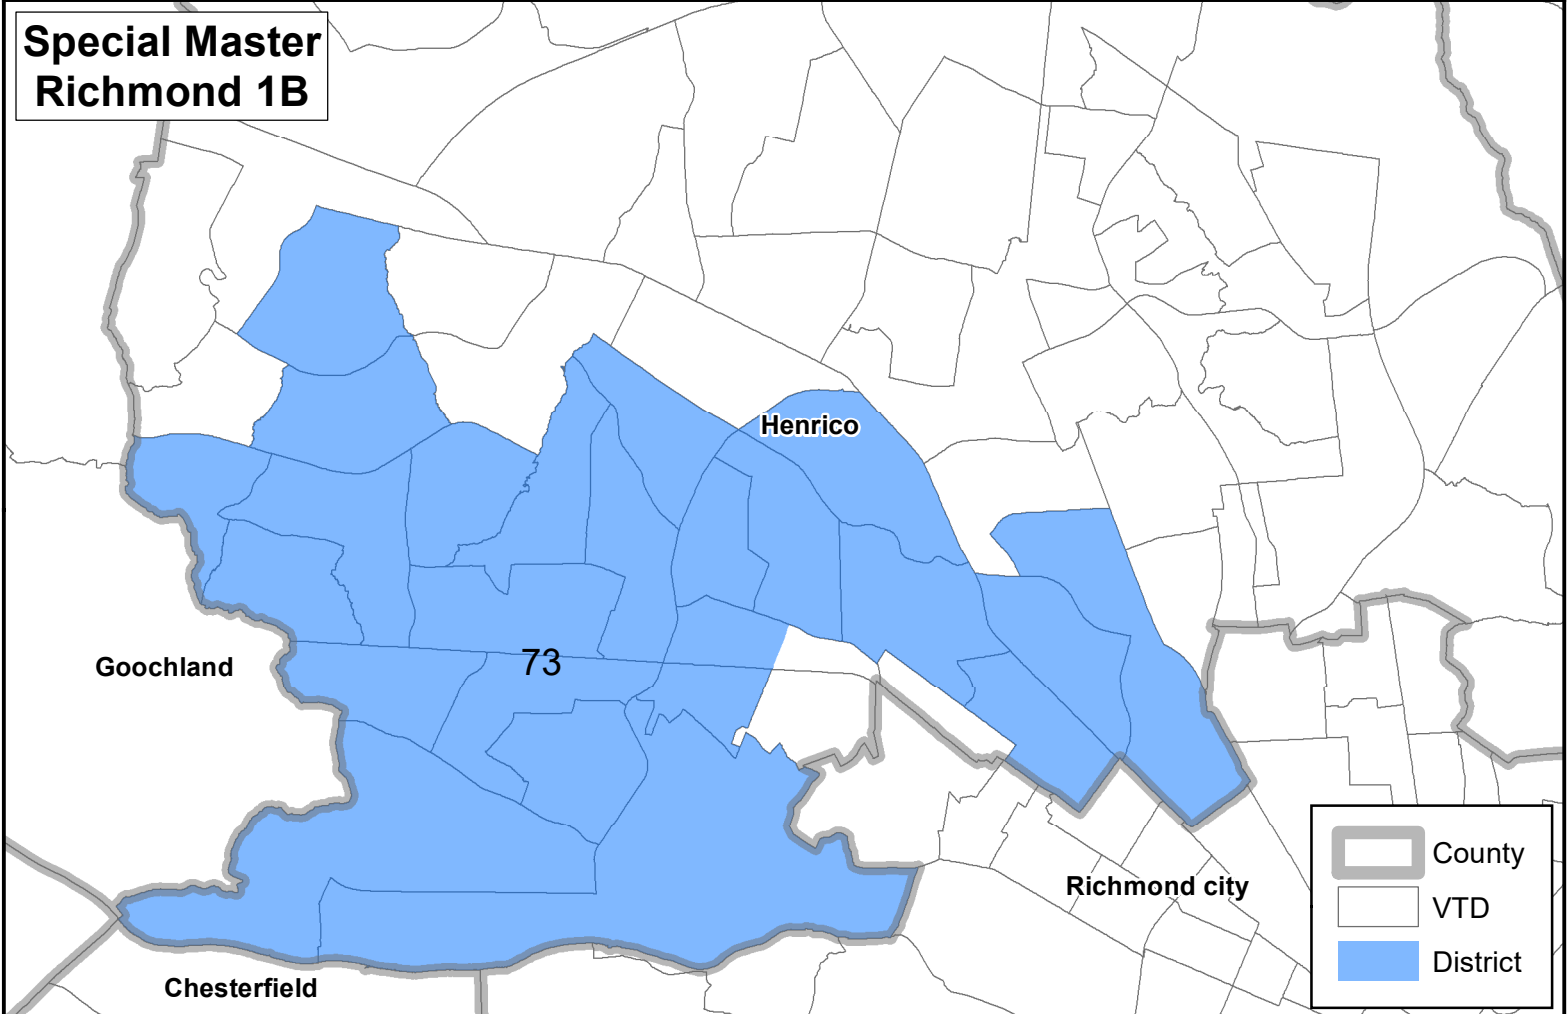 Special Master
Richmond 1B
Henrico
Goochland
73
Richmond city
Chesterfield
County
VTD
District